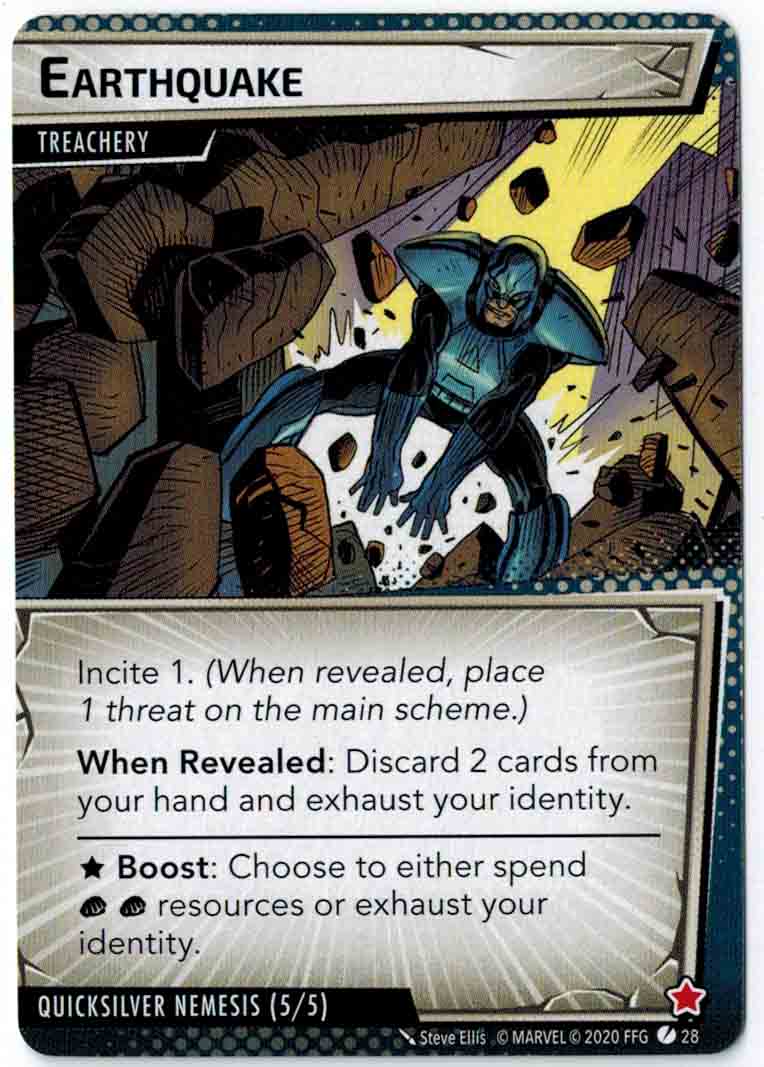 EARTHQUAKE
TREACHERY
Incite 1. (When revealed, place
1 threat on the main scheme.)
When Revealed: Discard 2 cards from
your hand and exhaust your identity.
★ Boost: Choose to either spend
resources or exhaust your
identity.
QUICKSILVER NEMESIS (5/5)
Steve Ellis © MARVEL © 2020 FFG 28